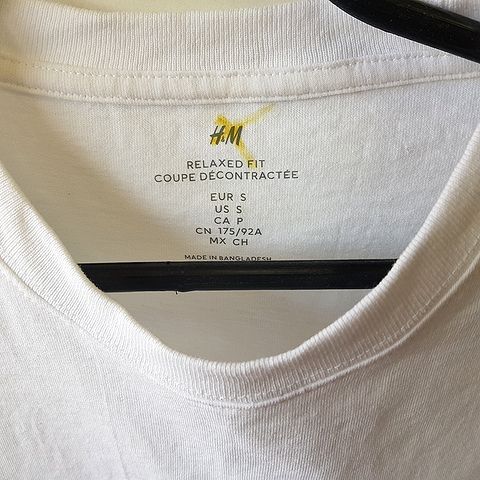 H&M
RELAXED FIT
COUPE DÉCONTRACTÉE
EUR S
US S
CA P
CN 175/92A
MX CH
MADE IN BANGLADESH